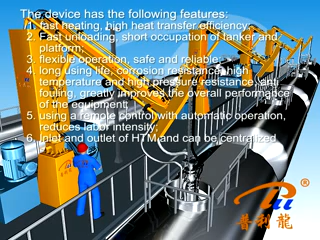 The device has the following features:
1. fast heating, high heat transfer efficiency;
2. Fast unloading, short occupation of tanker and
platform;
3. flexible operation, safe and reliable;
4. long using life, corrosion resistance, high
temperature and high pressure resistance, anti
fouling, greatly improves the overall performance
of the equipment;
5. using a remote control with automatic operation,
reduces labor intensity;
6. Inlet and outlet of HTM and can be centralized
®
普利龍